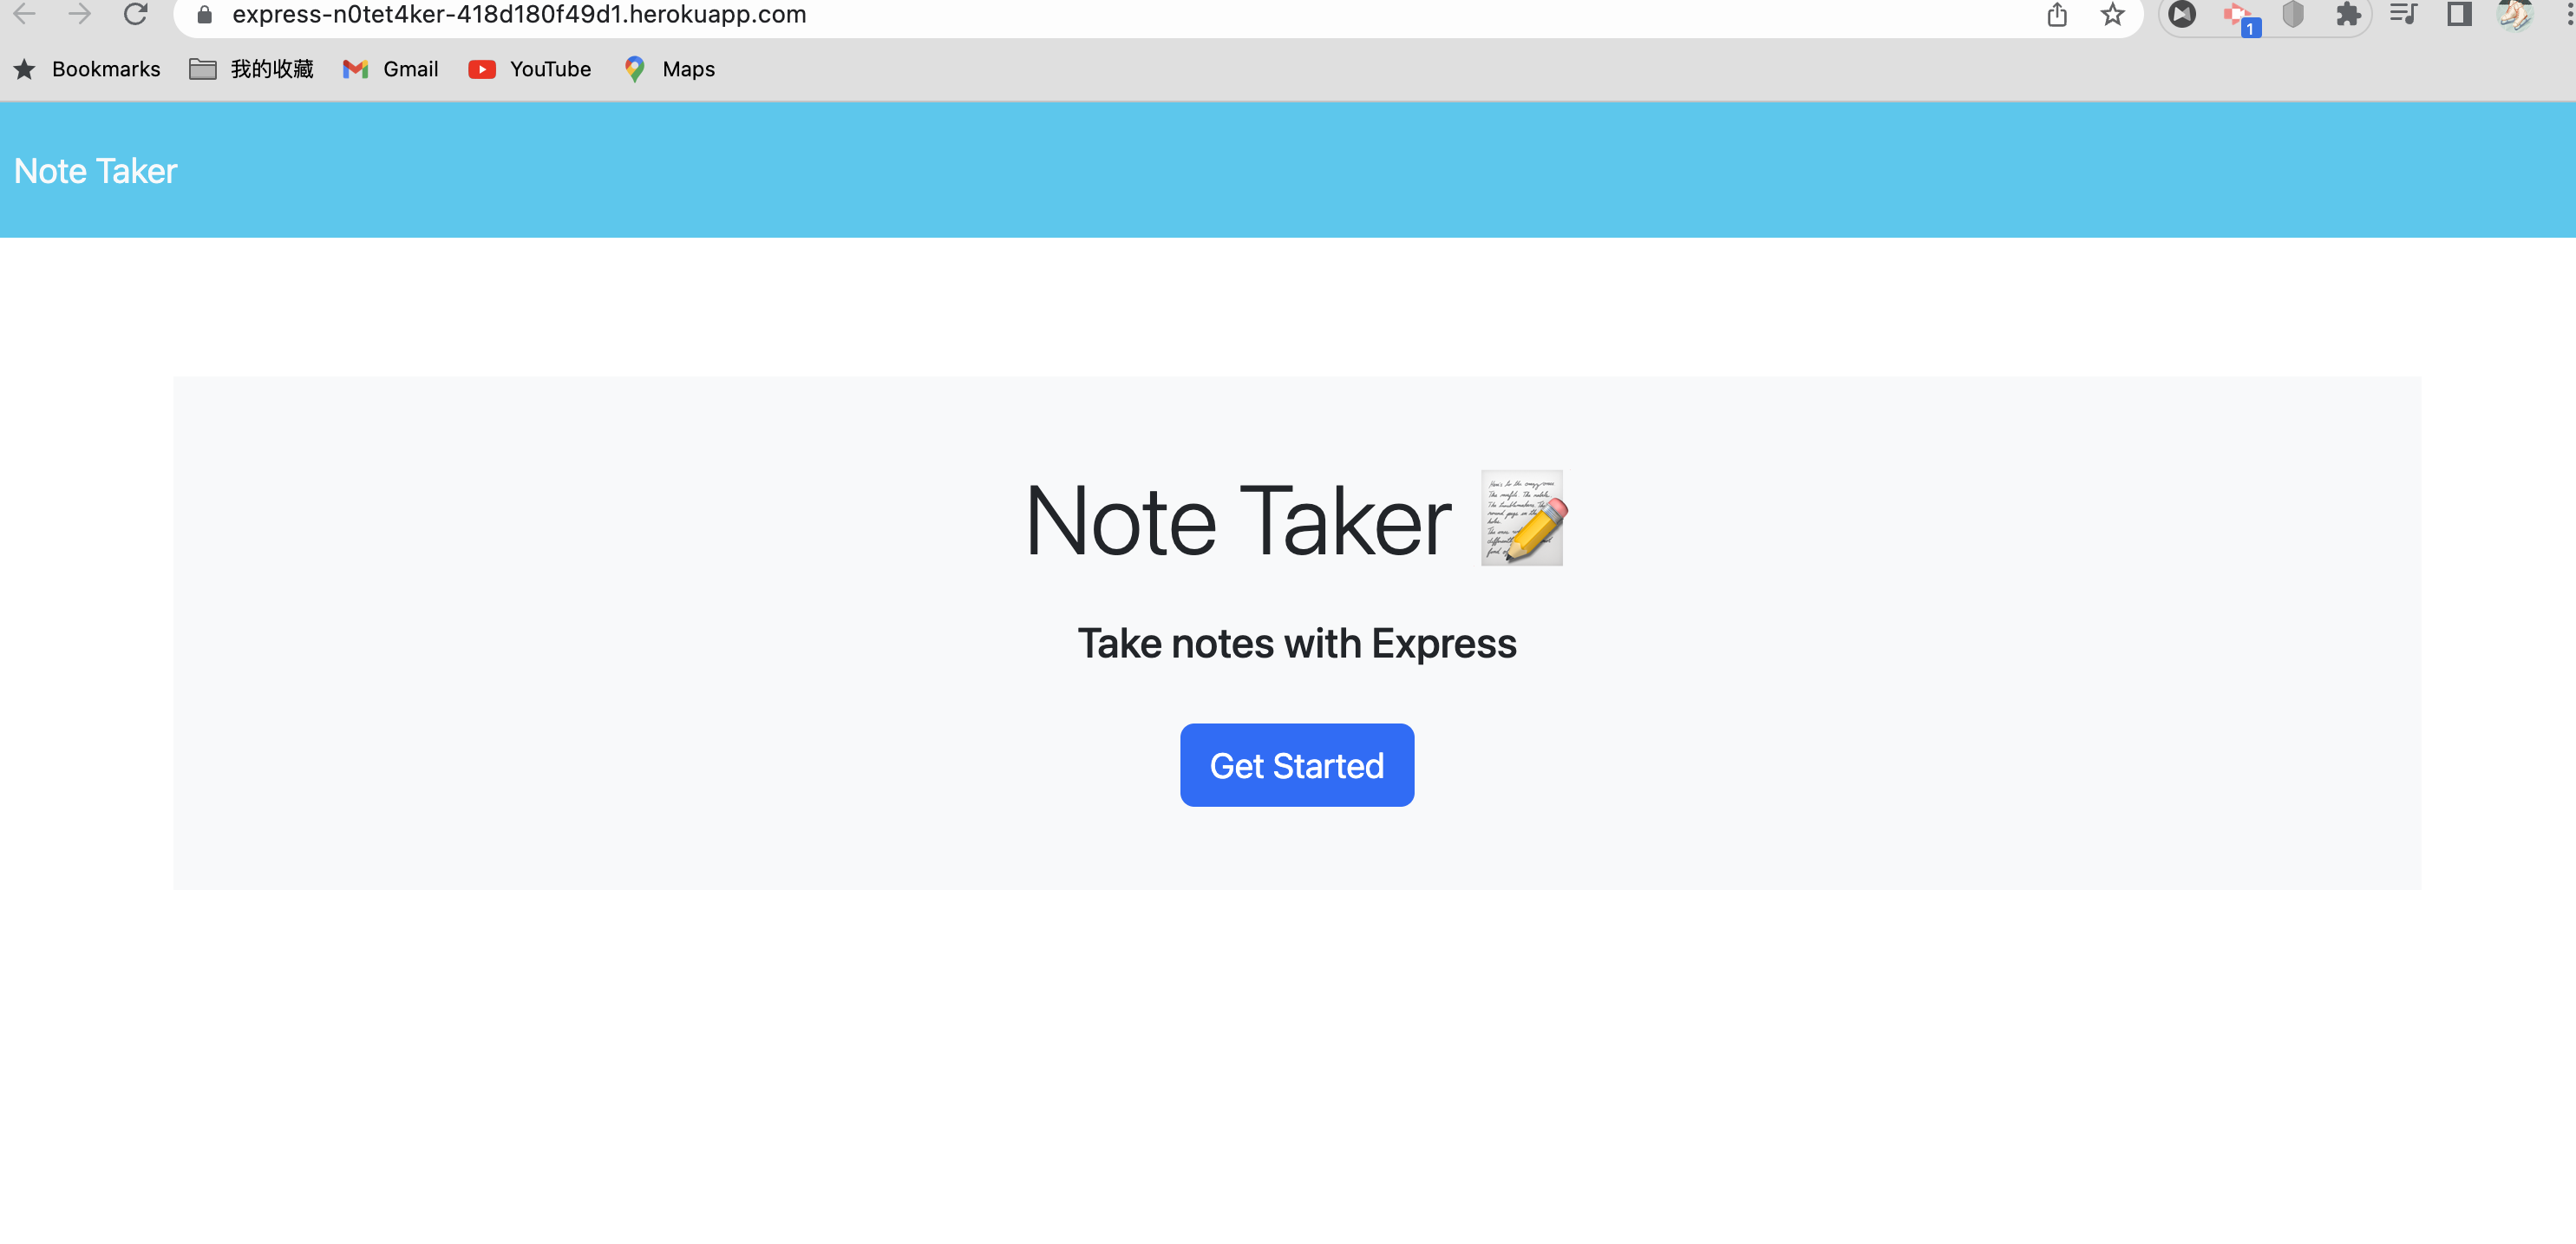 express-n0tet4ker-418d180f49d1.herokuapp.com
1
Bookmarks 我的收藏 Gmail YouTube Maps
Note Taker
Note Taker
Take notes with Express
Get Started